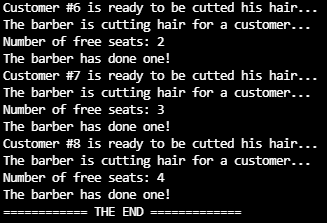 Customer #6 is ready to be cutted his hair...
The barber is cutting hair for a customer...
Number of free seats: 2
The barber has done one!
Customer #7 is ready to be cutted his hair...
The barber is cutting hair for a customer...
Number of free seats: 3
The barber has done one!
Customer #8 is ready to be cutted his hair...
The barber is cutting hair for a customer...
Number of free seats: 4
The barber has done one!
============ THE END =============